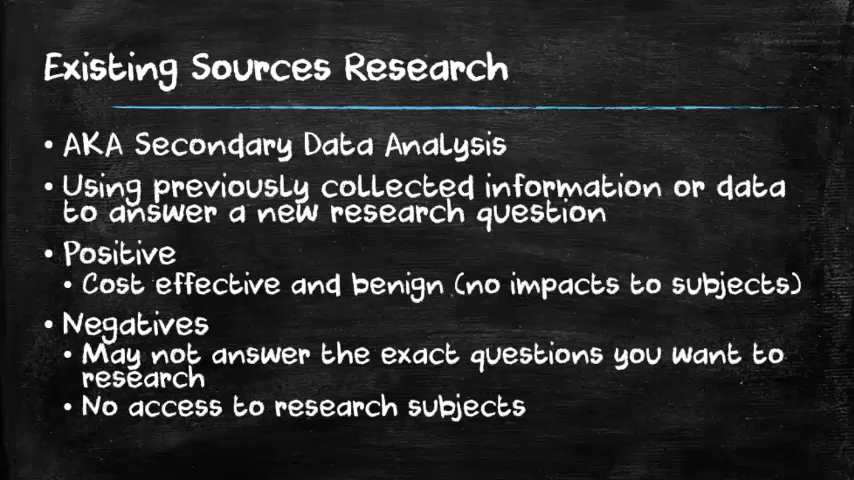 Existing Sources Research
• AKA Secondary Data Analysis
• Using previously collected information or data
to answer a new research question
• Positive
• Cost effective and benign (no impacts to subjects)
• Negatives
• May not answer the exact questions you want to
research
• No access to research subjects